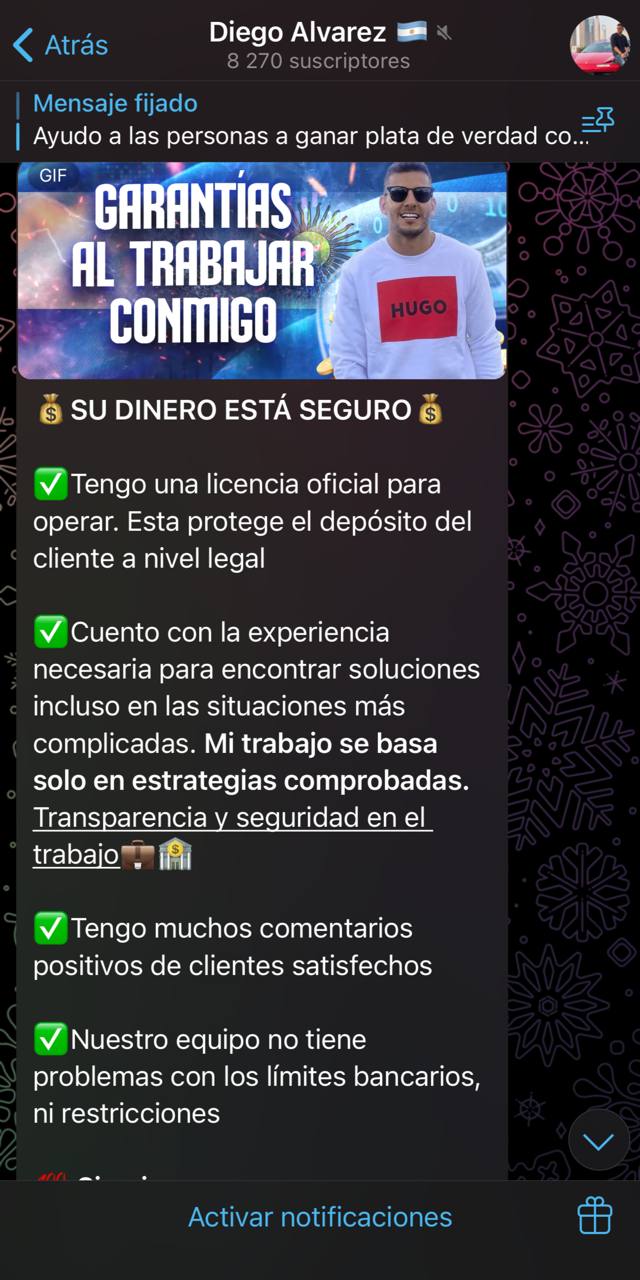 Atrás
Diego Alvarez 🇦🇷
8 270 suscriptores
Mensaje fijado
Ayudo a las personas a ganar plata de verdad co...
GIF
GARANTÍAS
AL TRABAJAR
CONMIGO
HUGO
💰SU DINERO ESTÁ SEGURO💰
✅Tengo una licencia oficial para
operar. Esta protege el depósito del
cliente a nivel legal
✅Cuento con la experiencia
necesaria para encontrar soluciones
incluso en las situaciones más
complicadas. Mi trabajo se basa
solo en estrategias comprobadas.
Transparencia y seguridad en el
trabajo💼🏦
✅Tengo muchos comentarios
positivos de clientes satisfechos
✅Nuestro equipo no tiene
problemas con los límites bancarios,
ni restricciones
Activar notificaciones